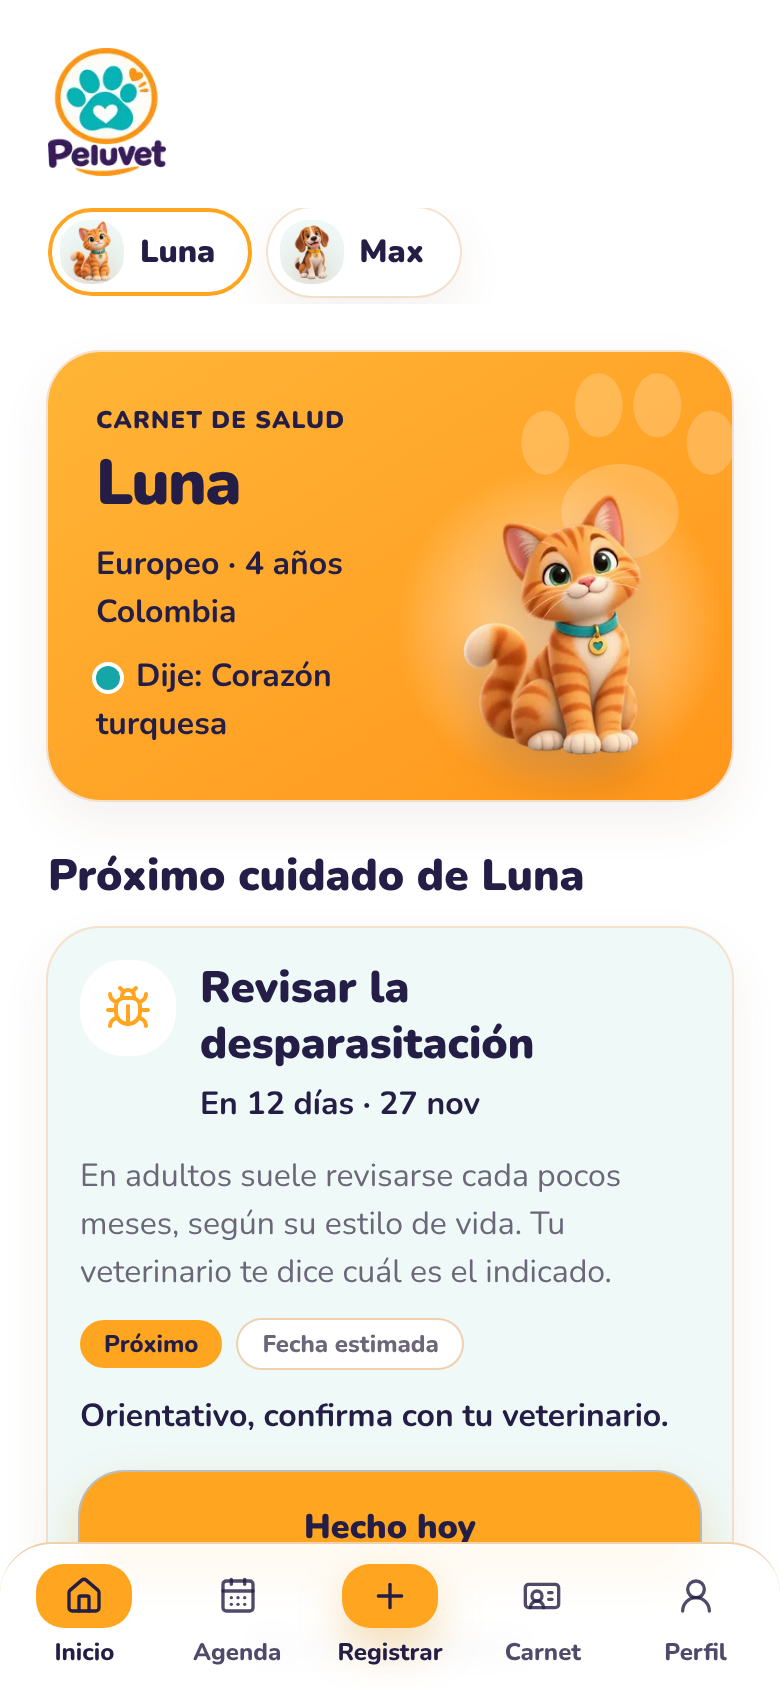 Peluvet
Luna
Max
CARNET DE SALUD
Luna
Europeo · 4 años
Colombia
Dije: Corazón
turquesa
Próximo cuidado de Luna
Revisar la
desparasitación
En 12 días · 27 nov
En adultos suele revisarse cada pocos
meses, según su estilo de vida. Tu
veterinario te dice cuál es el indicado.
Próximo
Fecha estimada
Orientativo, confirma con tu veterinario.
Hecho hoy
Inicio
Agenda
Registrar
Carnet
Perfil